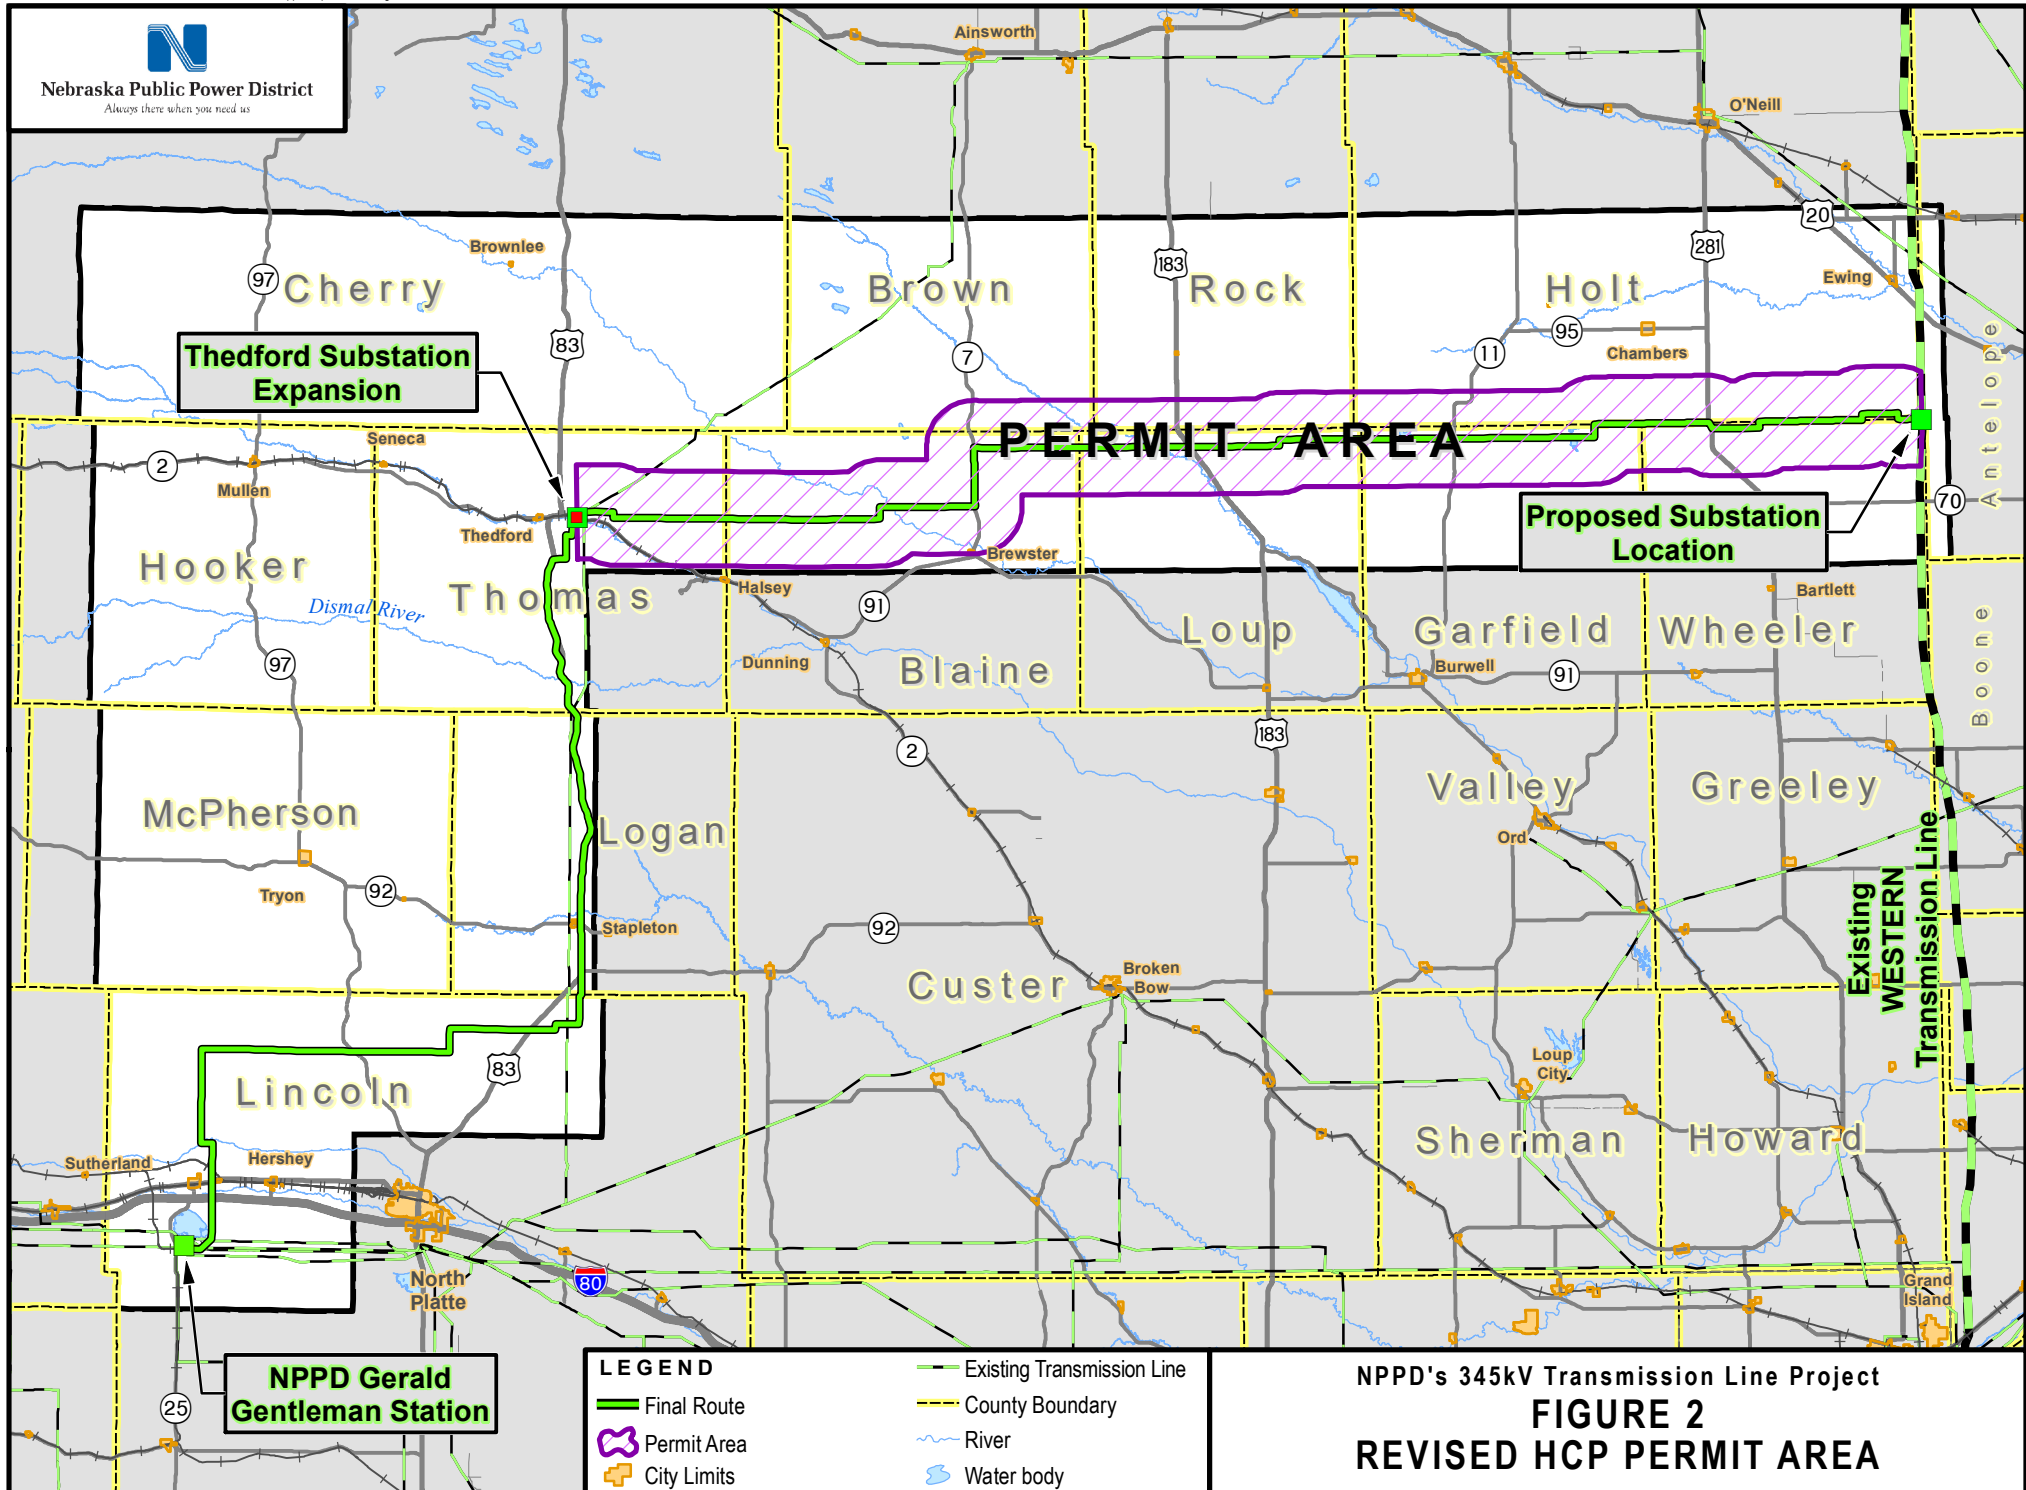 Nebraska Public Power District
Always there when you need us
Ainsworth
O'Neill
20
Brownlee
281
183
97
Cherry
Brown
Rock
Holt
Ewing
83
95
Thedford Substation
Expansion
7
11
Chambers
Antelope
PERMIT AREA
Seneca
2
Mullen
Thedford
70
Proposed Substation
Location
Brewster
Hooker
Thomas
Halsey
Dismal River
91
Bartlett
Loup
Garfield
Wheeler
Boone
97
Dunning
Blaine
Burwell
91
183
2
McPherson
Logan
Valley
Greeley
Ord
Tryon
92
Stapleton
92
Existing
WESTERN
Transmission Line
Custer
Broken
Bow
Loup
City
83
Lincoln
Sherman
Howard
Sutherland
Hershey
North
Platte
80
Grand
Island
NPPD Gerald
Gentleman Station
25
LEGEND
Final Route
Permit Area
City Limits
Existing Transmission Line
County Boundary
River
Water body
NPPD's 345kV Transmission Line Project
FIGURE 2
REVISED HCP PERMIT AREA